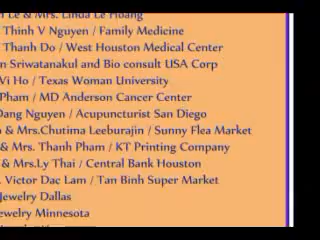 Le & Mrs. Linda Le Hoang
Thinh V Nguyen / Family Medicine
Thanh Do / West Houston Medical Center
Sriwatanakul and Bio consult USA Corp
Vi Ho / Texas Woman University
Pham / MD Anderson Cancer Center
Dang Nguyen / Acupuncturist San Diego
& Mrs.Chutima Leeburajin / Sunny Flea Market
& Mrs. Thanh Pham / KT Printing Company
& Mrs.Ly Thai / Central Bank Houston
. Victor Dac Lam / Tan Binh Super Market
Jewelry Dallas
Jewelry Minnesota